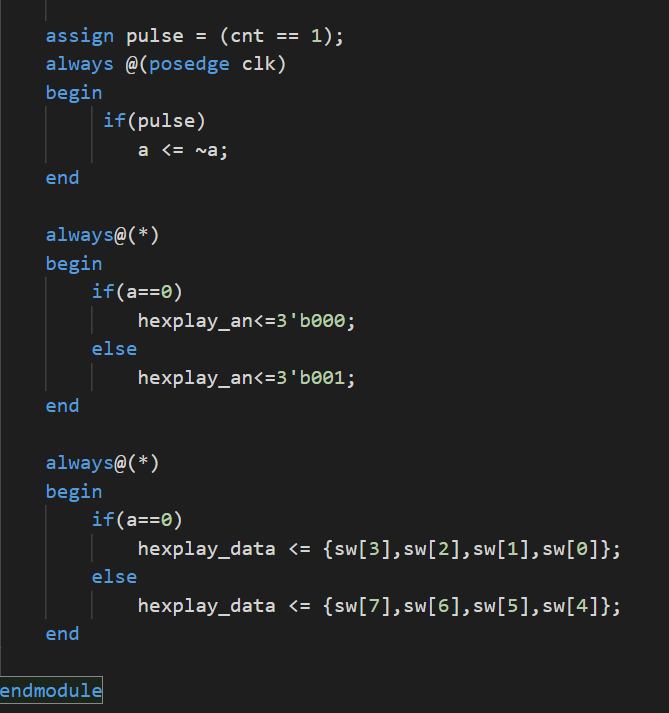 assign pulse = (cnt == 1);
always @(posedge clk)
begin
if(pulse)
a <= ~a;
end
always@(*)
begin
if(a==0)
hexplay_an<=3'b000;
else
hexplay_an<=3'b001;
end
always@(*)
begin
if(a==0)
hexplay_data <= {sw[3],sw[2],sw[1],sw[0]};
else
hexplay_data <= {sw[7],sw[6],sw[5],sw[4]};
end
endmodule